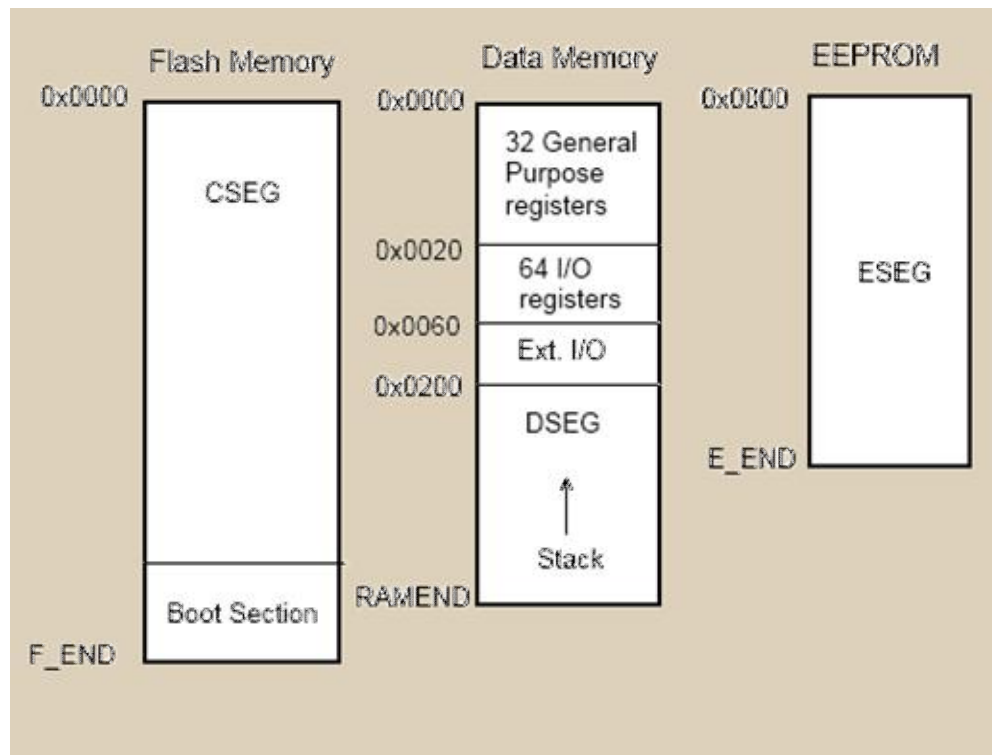 Flash Memory
0x0000
CSEG
Boot Section
F_END
Data Memory
0x0000
32 General
Purpose
registers
0x0020
64 I/O
registers
0x0060
Ext. I/O
0x0200
DSEG
Stack
RAMEND
EEPROM
0x0000
ESEG
E_END